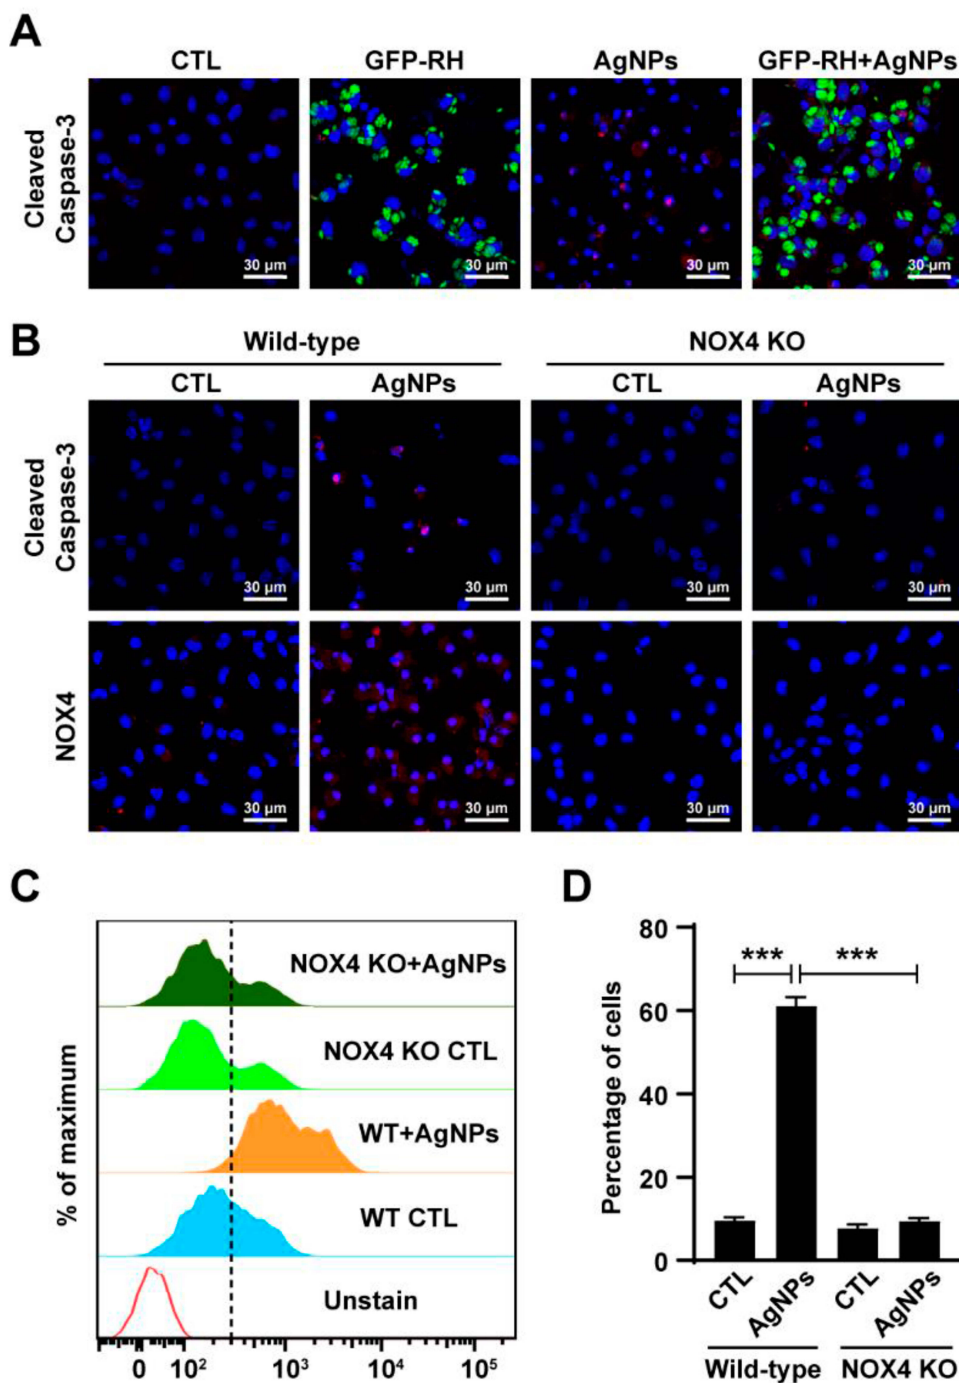 A
CTL GFP-RH AgNPs GFP-RH+AgNPs
Cleaved
Caspase-3
30 µm 30 µm 30 µm 30 µm
B
Wild-type NOX4 KO
CTL AgNPs CTL AgNPs
Cleaved
Caspase-3
30 µm 30 µm 30 µm 30 µm
NOX4
30 µm 30 µm 30 µm 30 µm
C
% of maximum
NOX4 KO+AgNPs
NOX4 KO CTL
WT+AgNPs
WT CTL
Unstain
0 10² 10³ 10⁴ 10⁵
D
Percentage of cells
80
60
40
20
0
*** ***
CTL AgNPs CTL AgNPs
Wild-type NOX4 KO